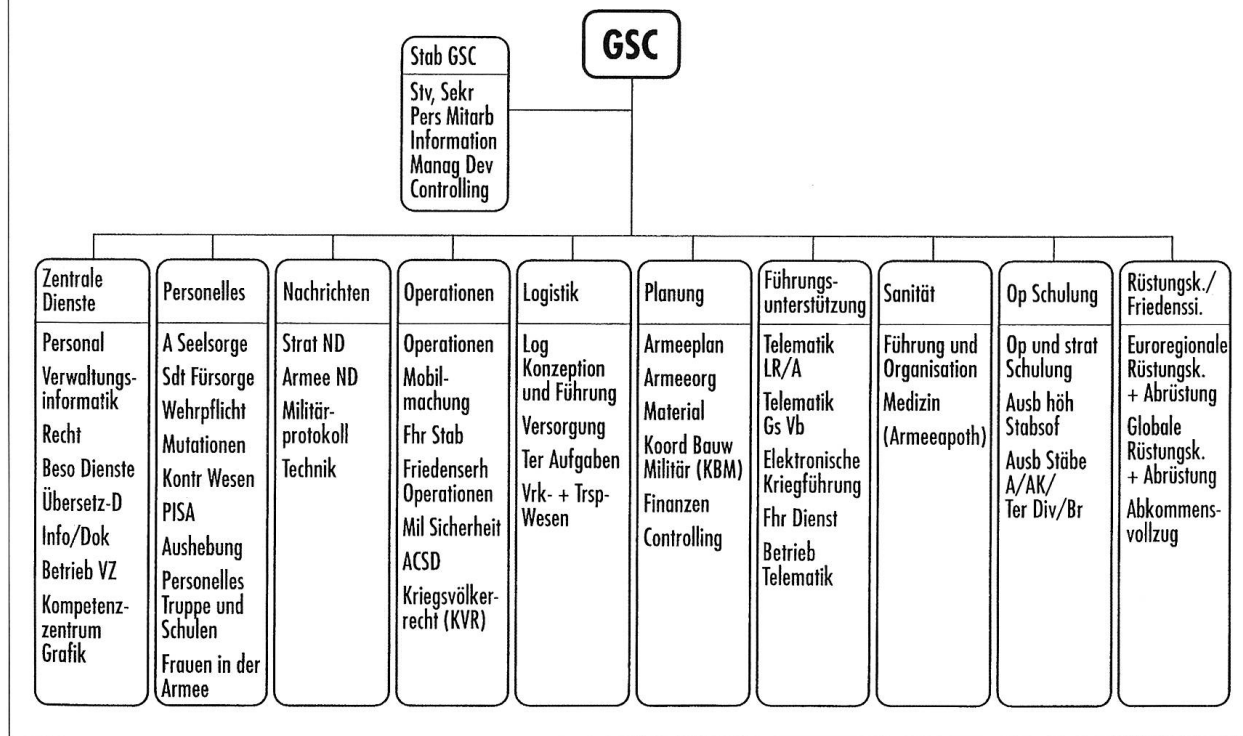 GSC
Stab GSC
Stv, Sekr
Pers Mitarb
Information
Manag Dev
Controlling
Zentrale
Dienste
Personal
Verwaltungs-
informatik
Recht
Beso Dienste
Übersetz-D
Info/Dok
Betrieb VZ
Kompetenz-
zentrum
Grafik
Personelles
A Seelsorge
Sdt Fürsorge
Wehrpflicht
Mutationen
Kontr Wesen
PISA
Aushebung
Personelles
Truppe und
Schulen
Frauen in der
Armee
Nachrichten
Strat ND
Armee ND
Militär-
protokoll
Technik
Operationen
Operationen
Mobil-
machung
Fhr Stab
Friedenserh
Operationen
Mil Sicherheit
ACSD
Kriegsvölker-
recht (KVR)
Logistik
Log
Konzeption
und Führung
Versorgung
Ter Aufgaben
Vrk- + Trsp-
Wesen
Planung
Armeeplan
Armeeorg
Material
Koord Bauw
Militär (KBM)
Finanzen
Controlling
Führungs-
unterstützung
Telematik
LR/A
Telematik
Gs Vb
Elektronische
Kriegführung
Fhr Dienst
Betrieb
Telematik
Sanität
Führung und
Organisation
Medizin
(Armeeapoth)
Op Schulung
Op und strat
Schulung
Ausb höh
Stabsof
Ausb Stäbe
A/AK/
Ter Div/Br
Rüstungsk./
Friedenssi.
Euroregionale
Rüstungsk.
+ Abrüstung
Globale
Rüstungsk.
+ Abrüstung
Abkommens-
vollzug